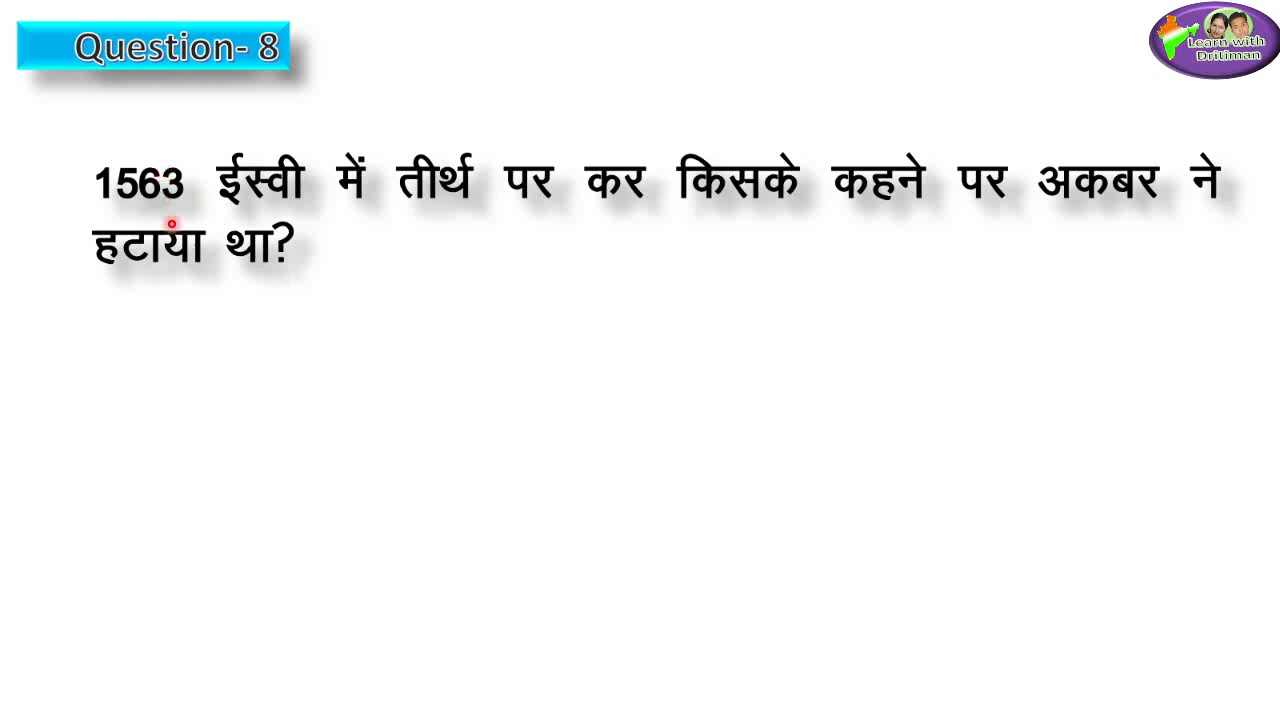 Question- 8
Learn with
Dritiman
1563 ईस्वी में तीर्थ पर कर किसके कहने पर अकबर ने
हटाया था?